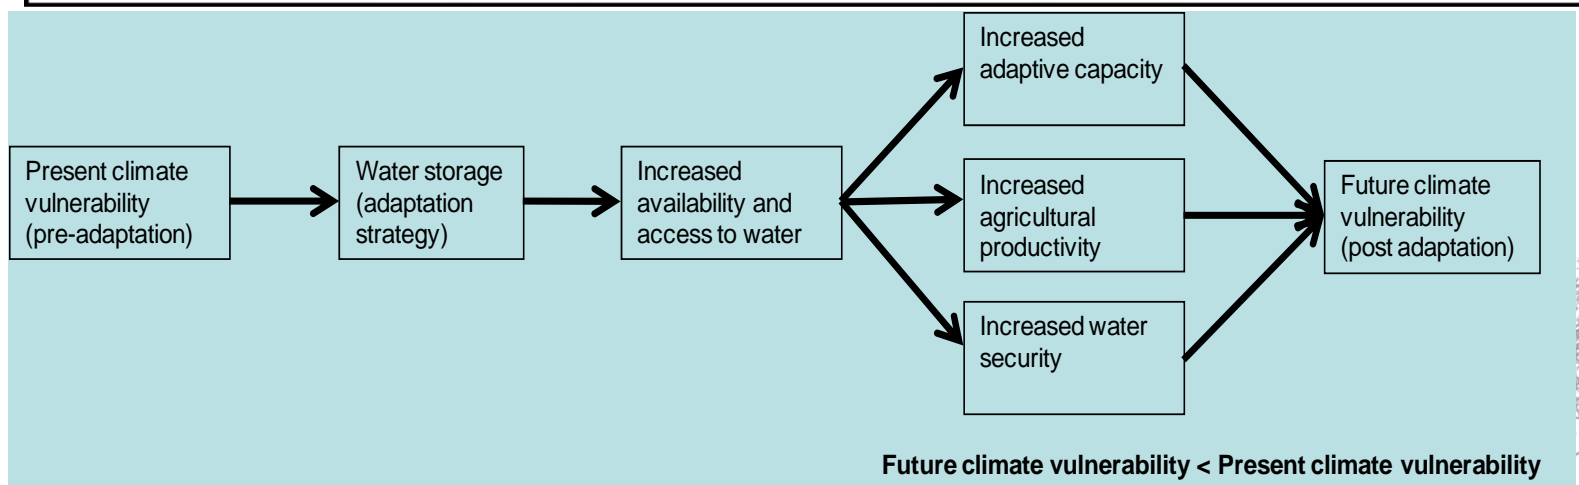 Present climate
vulnerability
(pre-adaptation)
Water storage
(adaptation
strategy)
Increased
availability and
access to water
Increased
adaptive capacity
Increased
agricultural
productivity
Increased water
security
Future climate
vulnerability
(post adaptation)
Future climate vulnerability < Present climate vulnerability